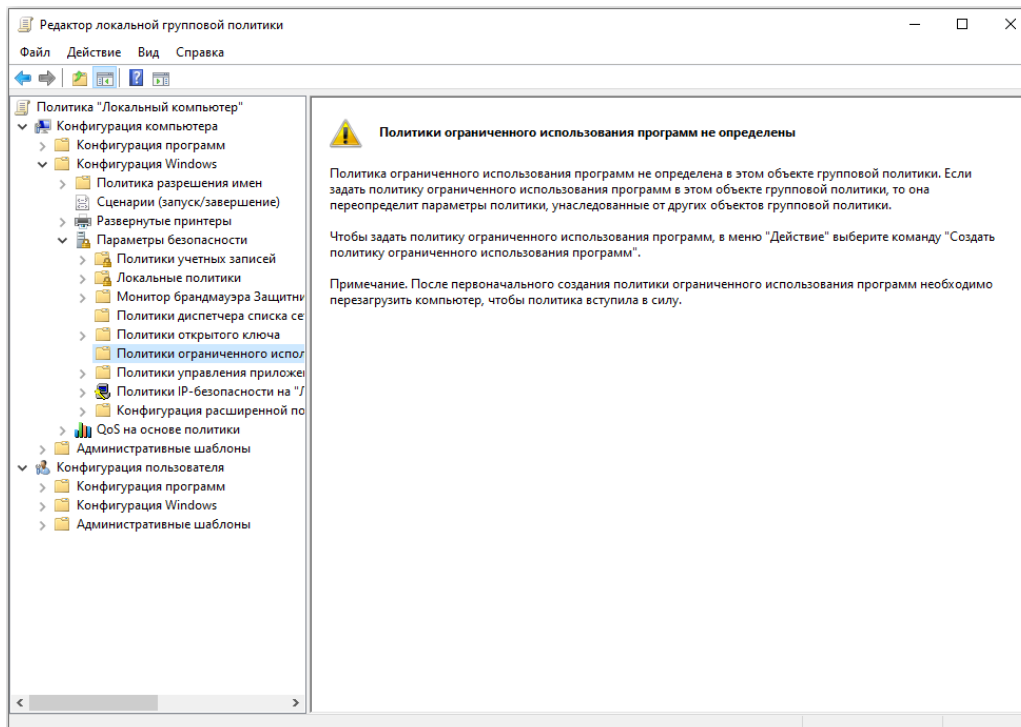 Редактор локальной групповой политики
Файл Действие Вид Справка
Политика "Локальный компьютер"
Конфигурация компьютера
Конфигурация программ
Конфигурация Windows
Политика разрешения имен
Сценарии (запуск/завершение)
Развернутые принтеры
Параметры безопасности
Политики учетных записей
Локальные политики
Монитор брандмауэра Защитни
Политики диспетчера списка се
Политики открытого ключа
Политики ограниченного испол
Политики управления приложе
Политики IP-безопасности на "Л
Конфигурация расширенной по
QoS на основе политики
Административные шаблоны
Конфигурация пользователя
Конфигурация программ
Конфигурация Windows
Административные шаблоны
Политики ограниченного использования программ не определены
Политика ограниченного использования программ не определена в этом объекте групповой политики. Если
задать политику ограниченного использования программ в этом объекте групповой политики, то она
переопределит параметры политики, унаследованные от других объектов групповой политики.
Чтобы задать политику ограниченного использования программ, в меню "Действие" выберите команду "Создать
политику ограниченного использования программ".
Примечание. После первоначального создания политики ограниченного использования программ необходимо
перезагрузить компьютер, чтобы политика вступила в силу.